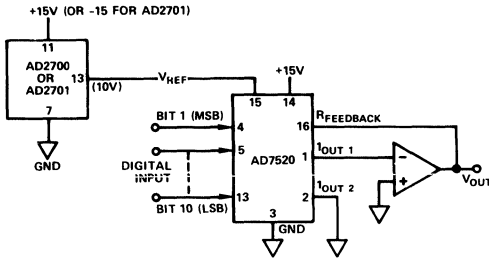 +15V (OR -15 FOR AD2701)
11
AD2700
OR
AD2701
13
(10V)
7
GND
VREF
+15V
15
14
BIT 1 (MSB)
4
16
RFEEDBACK
DIGITAL
INPUT
5
AD7520
1
IOUT 1
BIT 10 (LSB)
13
2
IOUT 2
3
GND
-
+
VOUT